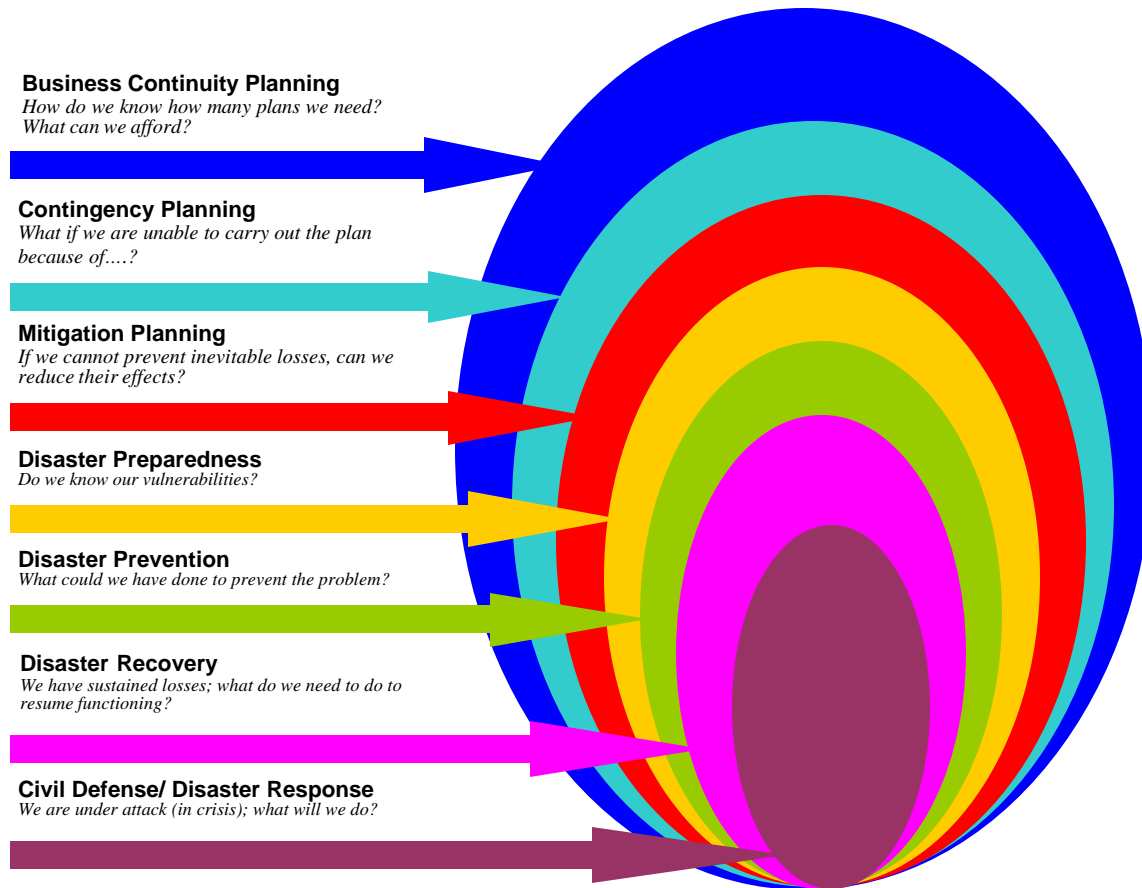 Business Continuity Planning
How do we know how many plans we need?
What can we afford?
Contingency Planning
What if we are unable to carry out the plan
because of....?
Mitigation Planning
If we cannot prevent inevitable losses, can we
reduce their effects?
Disaster Preparedness
Do we know our vulnerabilities?
Disaster Prevention
What could we have done to prevent the problem?
Disaster Recovery
We have sustained losses; what do we need to do to
resume functioning?
Civil Defense/ Disaster Response
We are under attack (in crisis); what will we do?